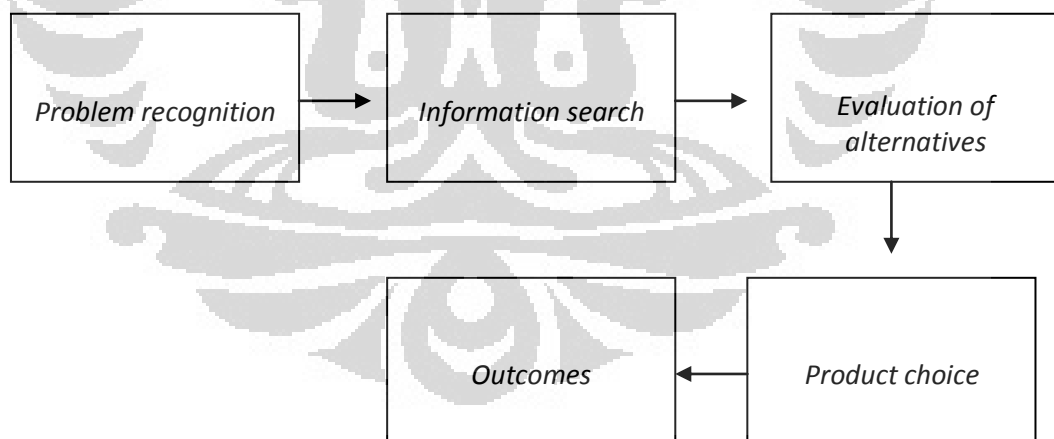 Problem recognition
Information search
Evaluation of
alternatives
Product choice
Outcomes